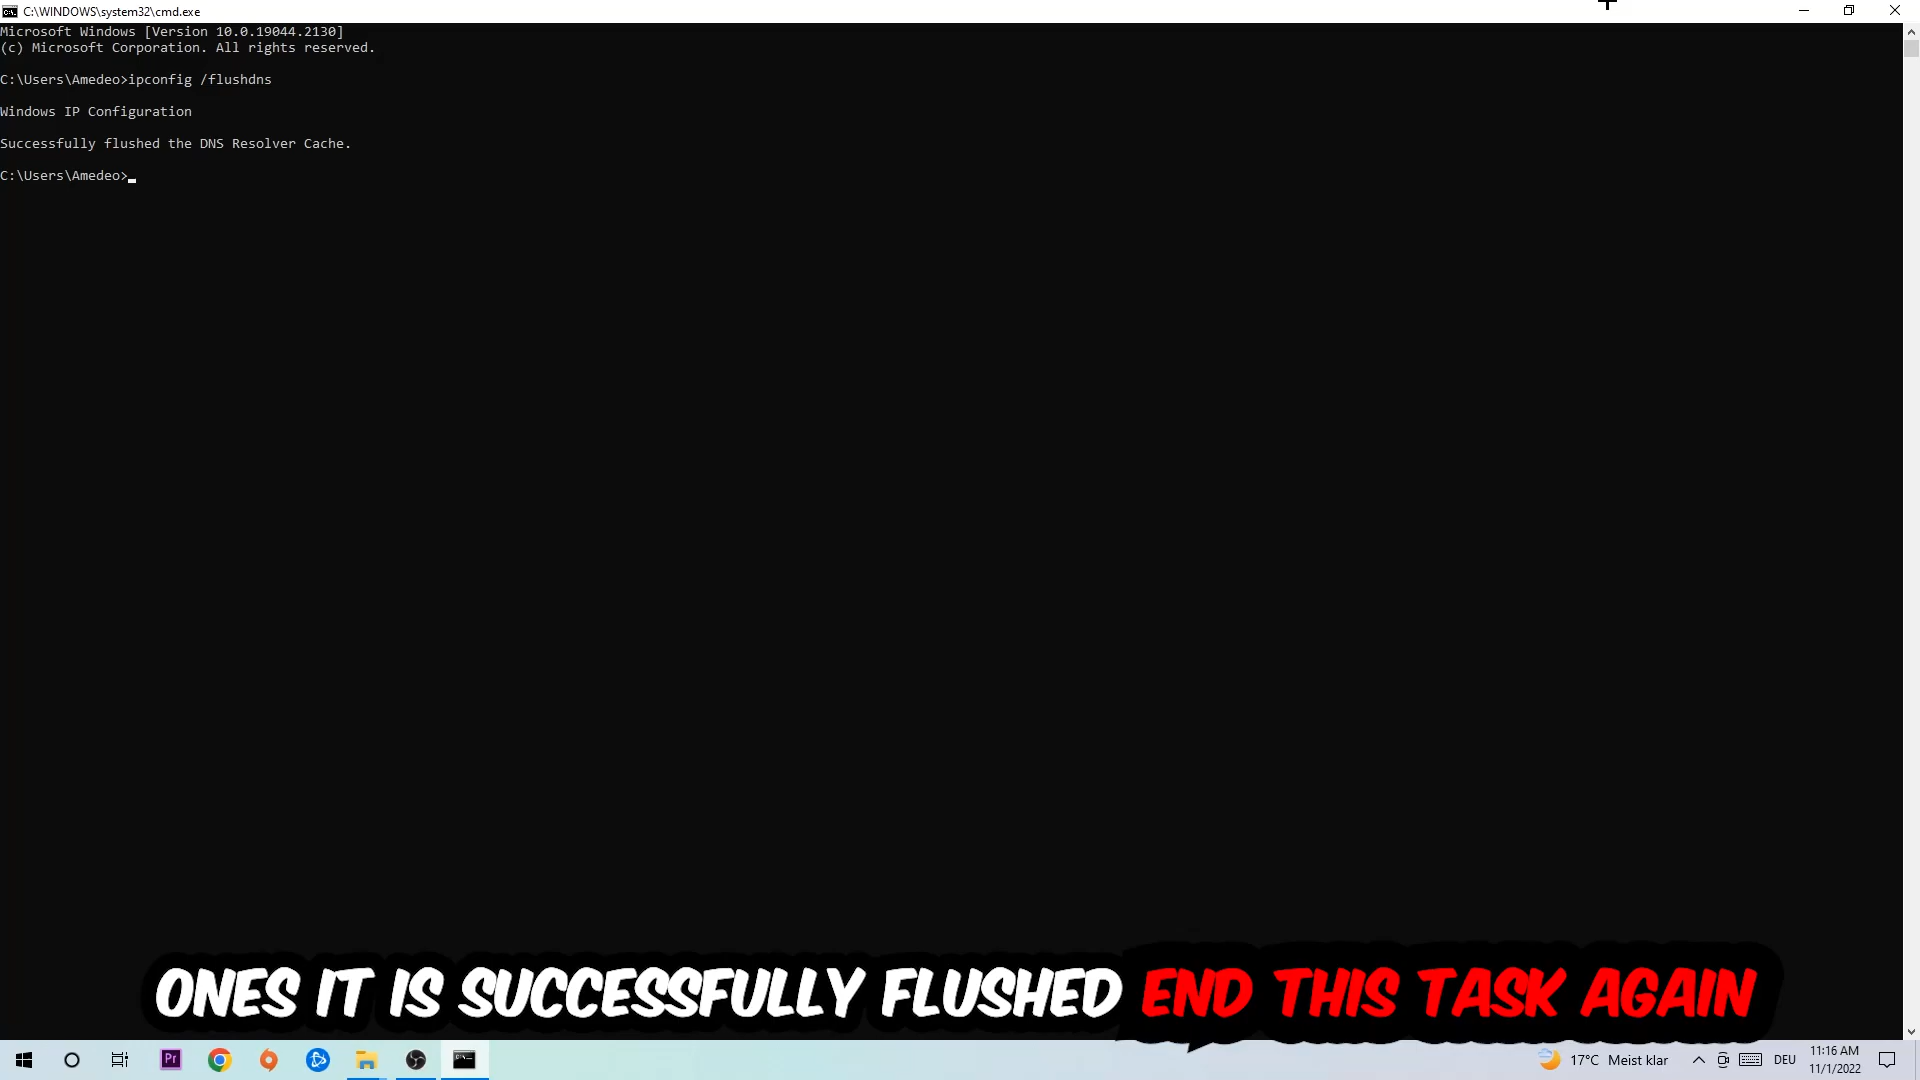 C:\WINDOWS\system32\cmd.exe
Microsoft Windows [Version 10.0.19044.2130]
(c) Microsoft Corporation. All rights reserved.
C:\Users\Amedeo>ipconfig /flushdns
Windows IP Configuration
Successfully flushed the DNS Resolver Cache.
C:\Users\Amedeo>
ONES IT IS SUCCESSFULLY FLUSHED END THIS TASK AGAIN
Pr
17°C Meist klar
DEU
11:16 AM
11/1/2022